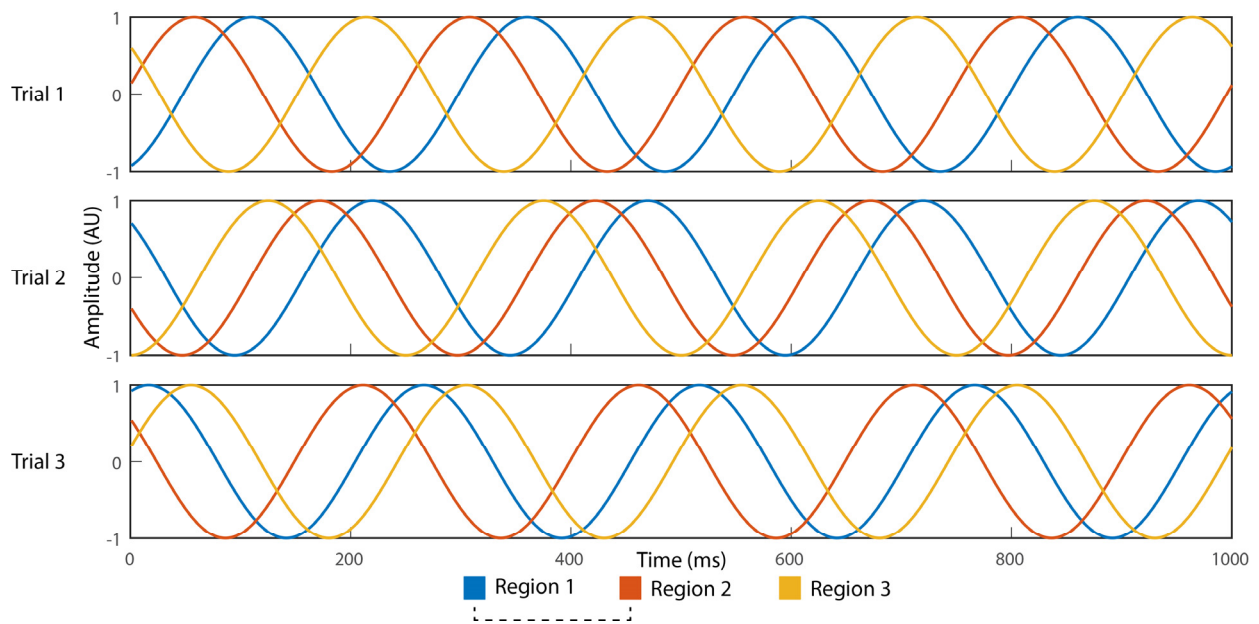 1
0
-1
Trial 1
1
0
-1
Trial 2
Amplitude (AU)
1
0
-1
Trial 3
0 200 400 600 800 1000
Time (ms)
Region 1 Region 2 Region 3